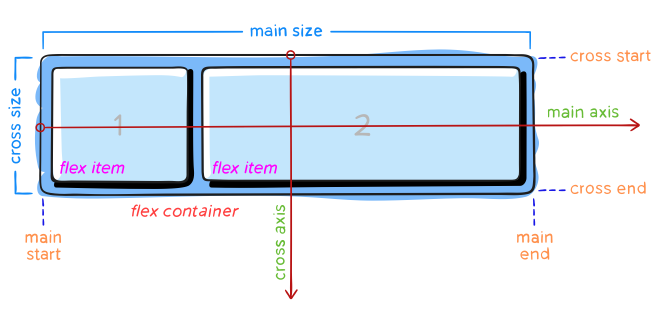 main size
cross start
cross size
1
2
main axis
flex item
flex item
cross end
flex container
cross axis
main
start
main
end